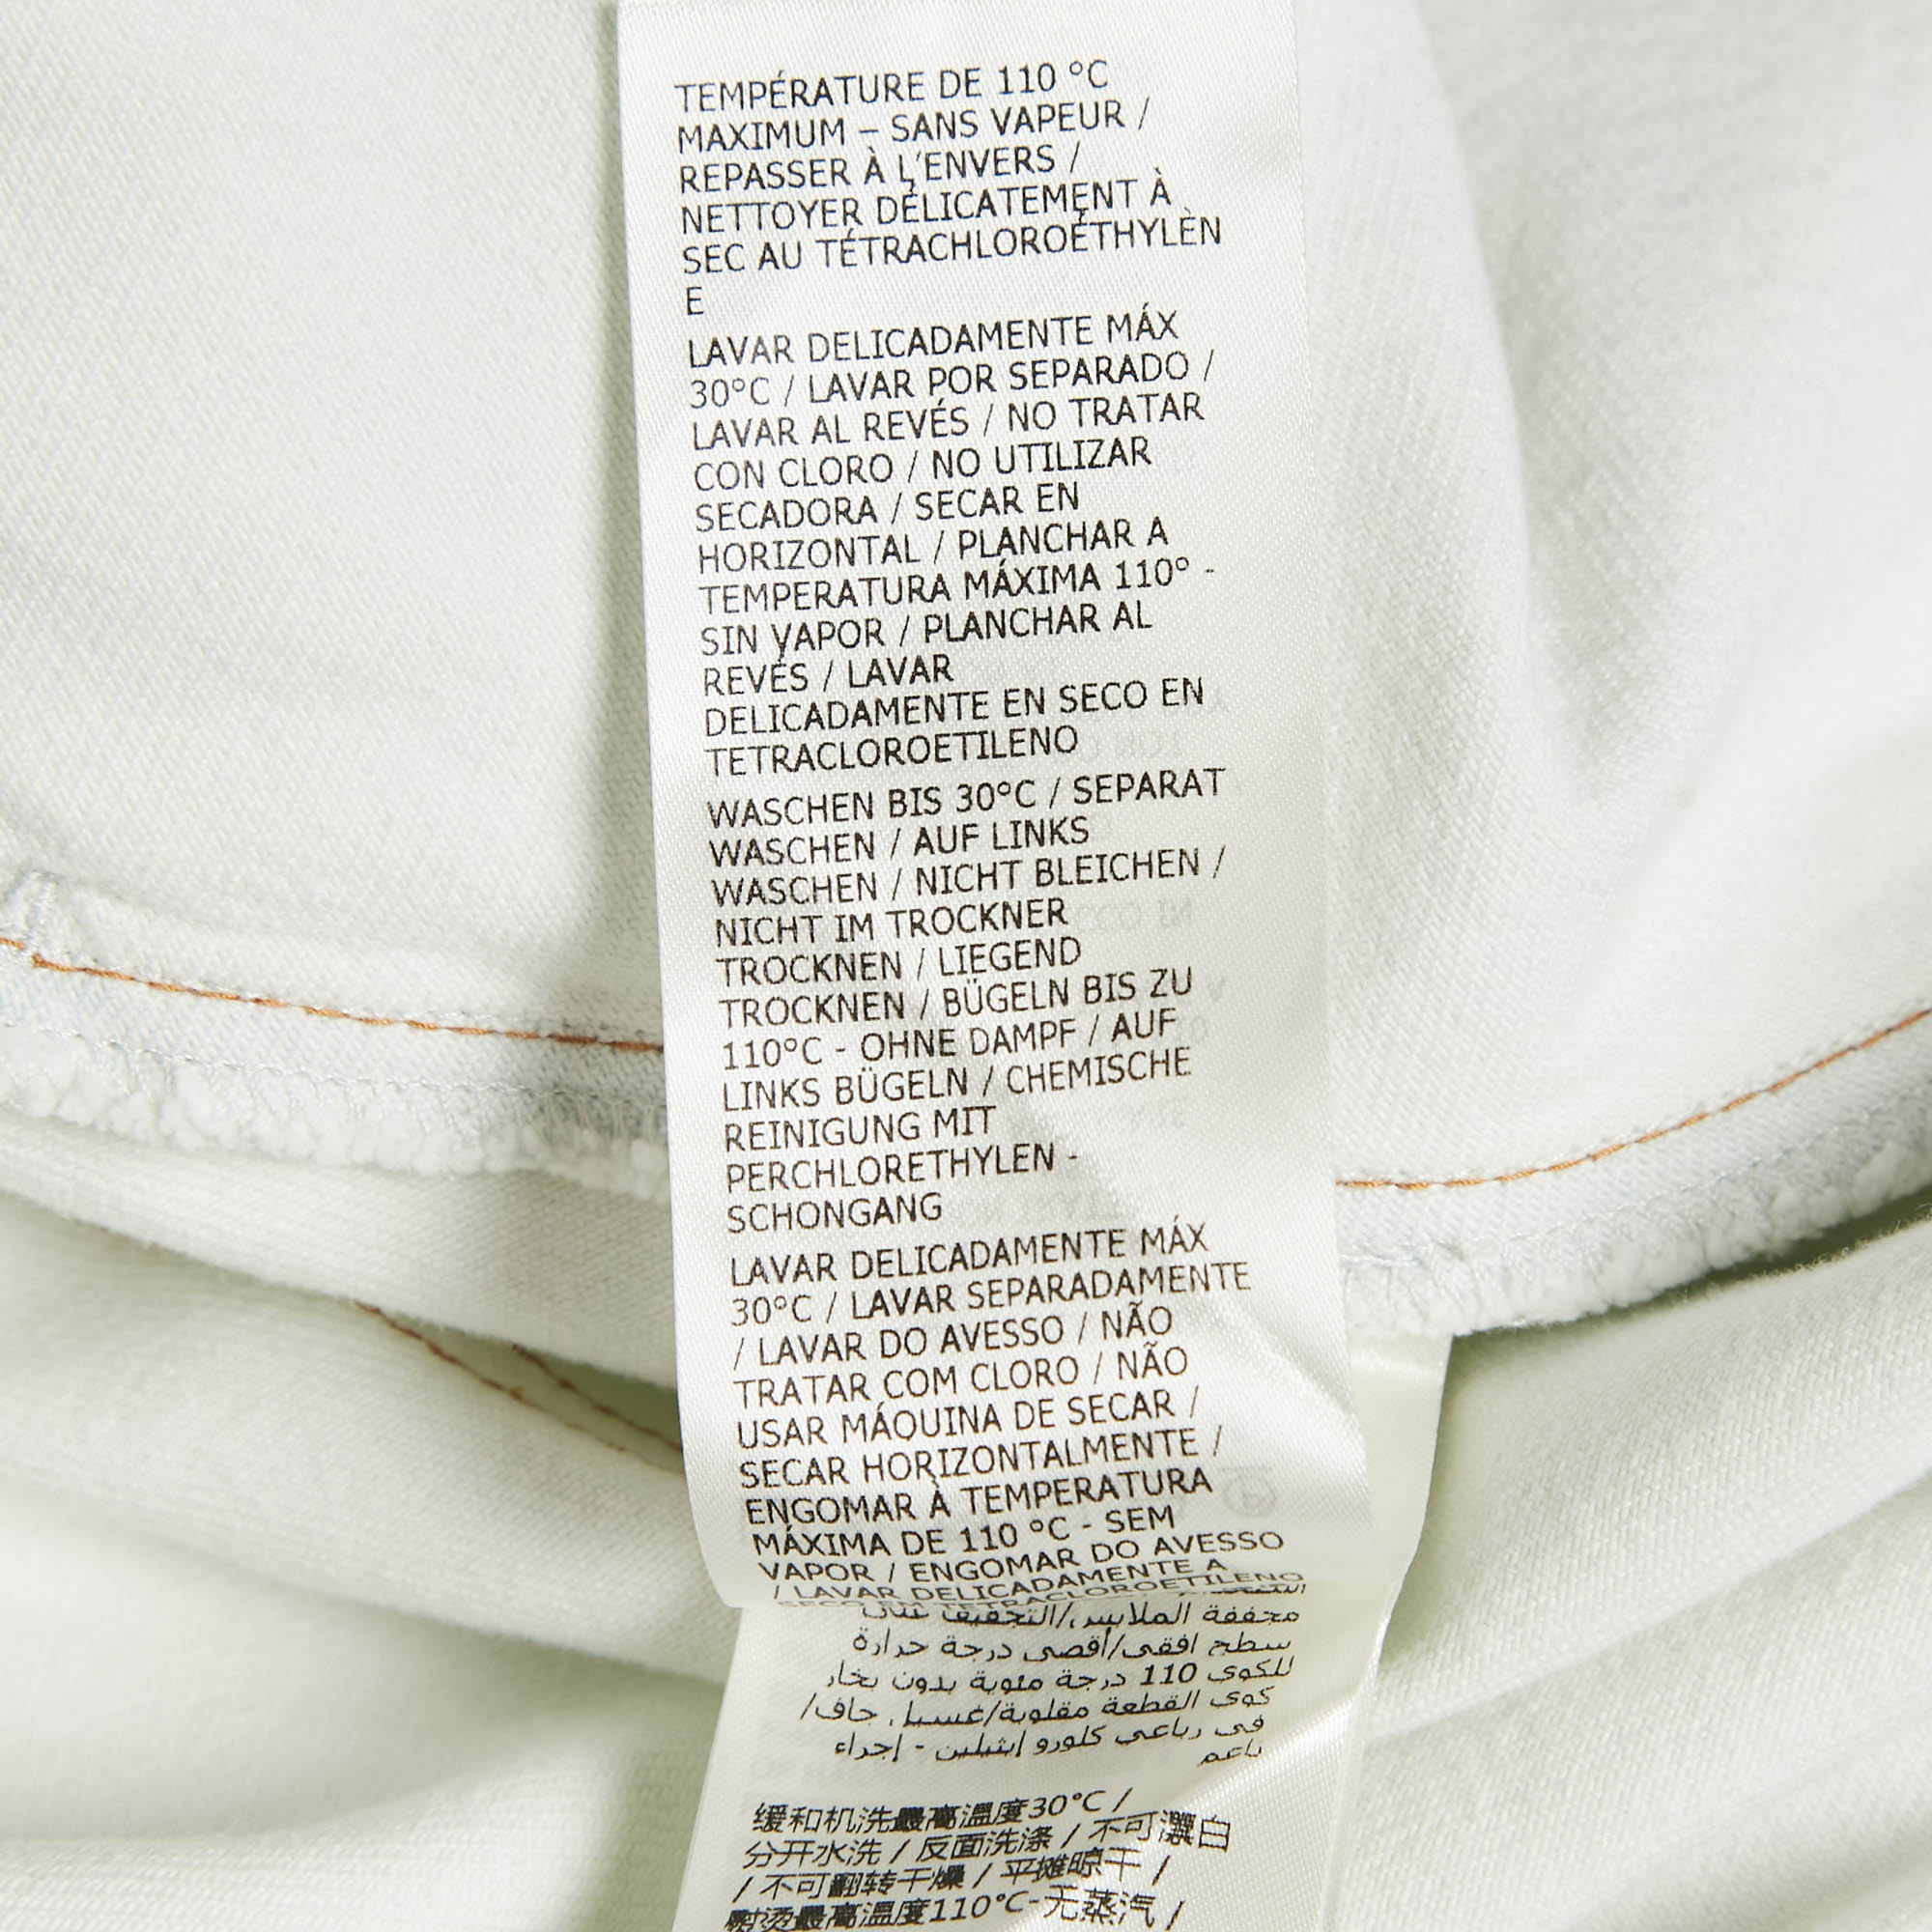 TEMPÉRATURE DE 110 °C
MAXIMUM – SANS VAPEUR /
REPASSER À L'ENVERS /
NETTOYER DÉLICATEMENT À
SEC AU TÉTRACHLOROÉTHYLÈN
E
LAVAR DELICADAMENTE MÁX
30°C / LAVAR POR SEPARADO /
LAVAR AL REVÉS / NO TRATAR
CON CLORO / NO UTILIZAR
SECADORA / SECAR EN
HORIZONTAL / PLANCHAR A
TEMPERATURA MÁXIMA 110° -
SIN VAPOR / PLANCHAR AL
REVÉS / LAVAR
DELICADAMENTE EN SECO EN
TETRACLOROETILENO
WASCHEN BIS 30°C / SEPARAT
WASCHEN / AUF LINKS
WASCHEN / NICHT BLEICHEN /
NICHT IM TROCKNER
TROCKNEN / LIEGEND
TROCKNEN / BÜGELN BIS ZU
110°C - OHNE DAMPF / AUF
LINKS BÜGELN / CHEMISCHE
REINIGUNG MIT
PERCHLORETHYLEN -
SCHONGANG
LAVAR DELICADAMENTE MÁX
30°C / LAVAR SEPARADAMENTE
/ LAVAR DO AVESSO / NÃO
TRATAR COM CLORO / NÃO
USAR MÁQUINA DE SECAR /
SECAR HORIZONTALMENTE /
ENGOMAR À TEMPERATURA
MÁXIMA DE 110 °C - SEM
VAPOR / ENGOMAR DO AVESSO
/ LAVAR DELICADAMENTE A
SECO EM TETRACLOROETILENO
مجففة الملابس/التجفيف على
سطح افقي/أقصى درجة حرارة
للكوي 110 درجة مئوية بدون بخار
كوي القطعة مقلوبة/غسيل جاف/
في رباعي كلورو إيثيلين - إجراء
ناعم
缓和机洗最高温度30°C /
分开水洗 / 反面洗涤 / 不可漂白
/ 不可翻转干燥 / 平摊晾干 /
熨烫最高温度110°C-无蒸汽 /